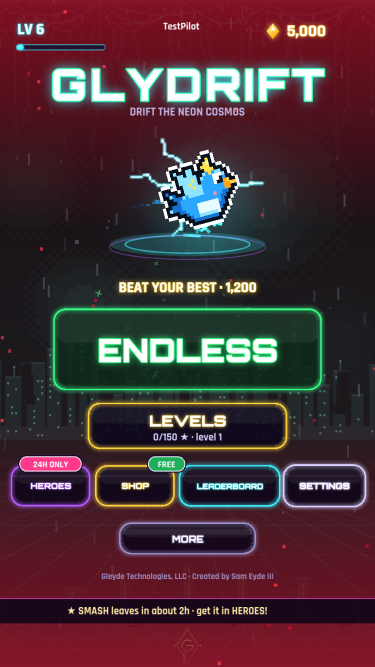 LV 6
TestPilot
5,000
GLYDRIFT
DRIFT THE NEON COSMOS
BEAT YOUR BEST · 1,200
ENDLESS
LEVELS
0/150 ★ · level 1
24H ONLY
FREE
HEROES
SHOP
LEADERBOARD
SETTINGS
MORE
Gleyde Technologies, LLC · Created by Sam Eyde III
★ SMASH leaves in about 2h · get it in HEROES!
G